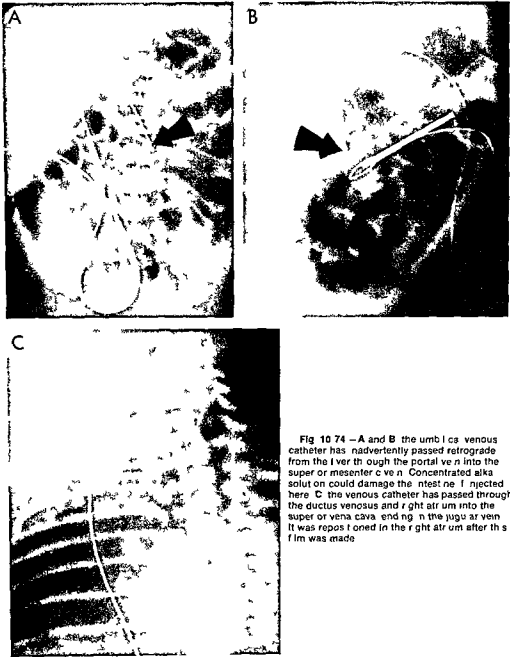 A
B
C
Fig 10 74 —A and B the umb l ca venous
catheter has nadvertently passed retrograde
from the l ver th ough the portal ve n into the
super or mesenter c ve n Concentrated alka
solut on could damage the ntest ne f njected
here C the venous catheter has passed through
the ductus venosus and r ght atr um into the
super or vena cava end ng n the jugu ar vein
It was repos t oned in the r ght atr um after th s
f lm was made